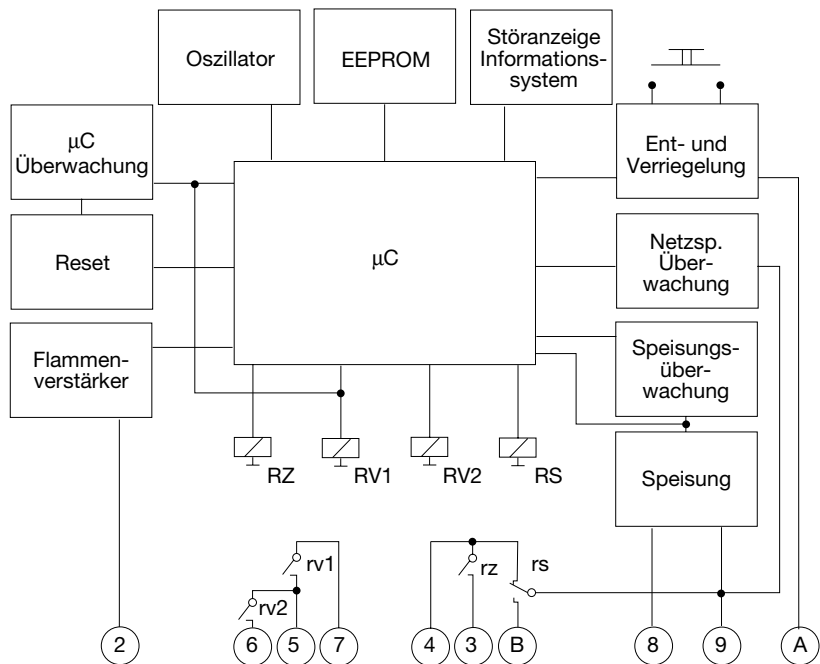 Oszillator
EEPROM
Störanzeige
Informations-
system
μC
Überwachung
Ent- und
Verriegelung
Reset
μC
Netzsp.
Über-
wachung
Flammen-
verstärker
Speisungs-
über-
wachung
RZ
RV1
RV2
RS
Speisung
rv1
rz
rs
rv2
2
6
5
7
4
3
B
8
9
A